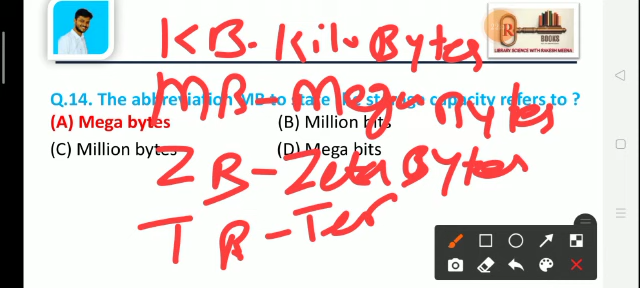 KB - Kilo Bytes
BOOKS
LIBRARY SCIENCE WITH RAKESH MEENA
MB - Mega Bytes
Q.14. The abbreviation MB to state the storage capacity refers to ?
(A) Mega bytes
(B) Million bits
(C) Million bytes
(D) Mega bits
ZB - Zeta Bytes
TB - Ter